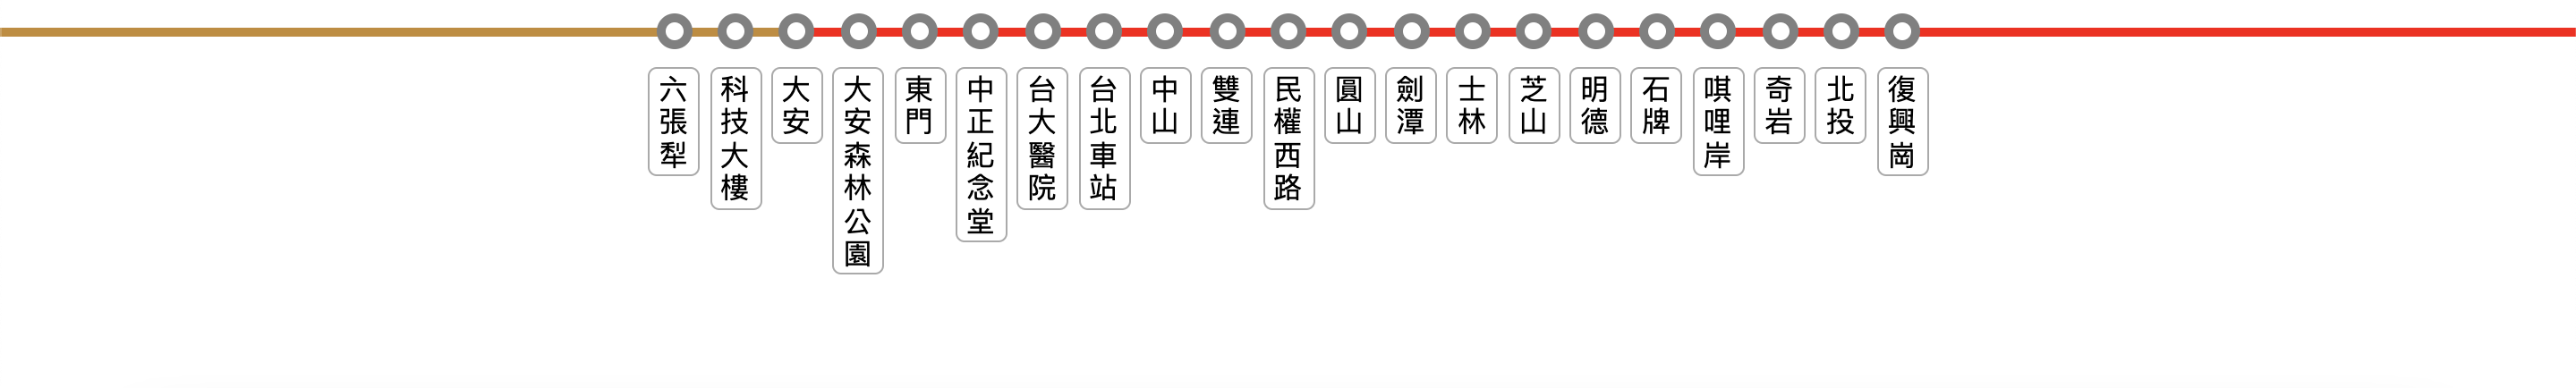 六張犁
科技大樓
大安
大安森林公園
東門
中正紀念堂
台大醫院
台北車站
中山
雙連
民權西路
圓山
劍潭
士林
芝山
明德
石牌
唭哩岸
奇岩
北投
復興崗